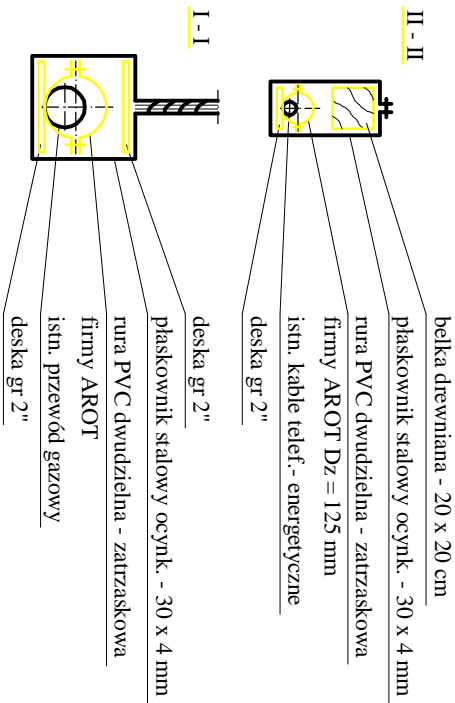 II - II
belka drewniana - 20 x 20 cm
płaskownik stalowy ocynk. - 30 x 4 mm
rura PVC dwudzielna - zatrzaskowa
firmy AROT Dz = 125 mm
istn. kable telef.- energetyczne
deska gr 2"
I - I
deska gr 2"
płaskownik stalowy ocynk. - 30 x 4 mm
rura PVC dwudzielna - zatrzaskowa
firmy AROT
istn. przewód gazowy
deska gr 2"